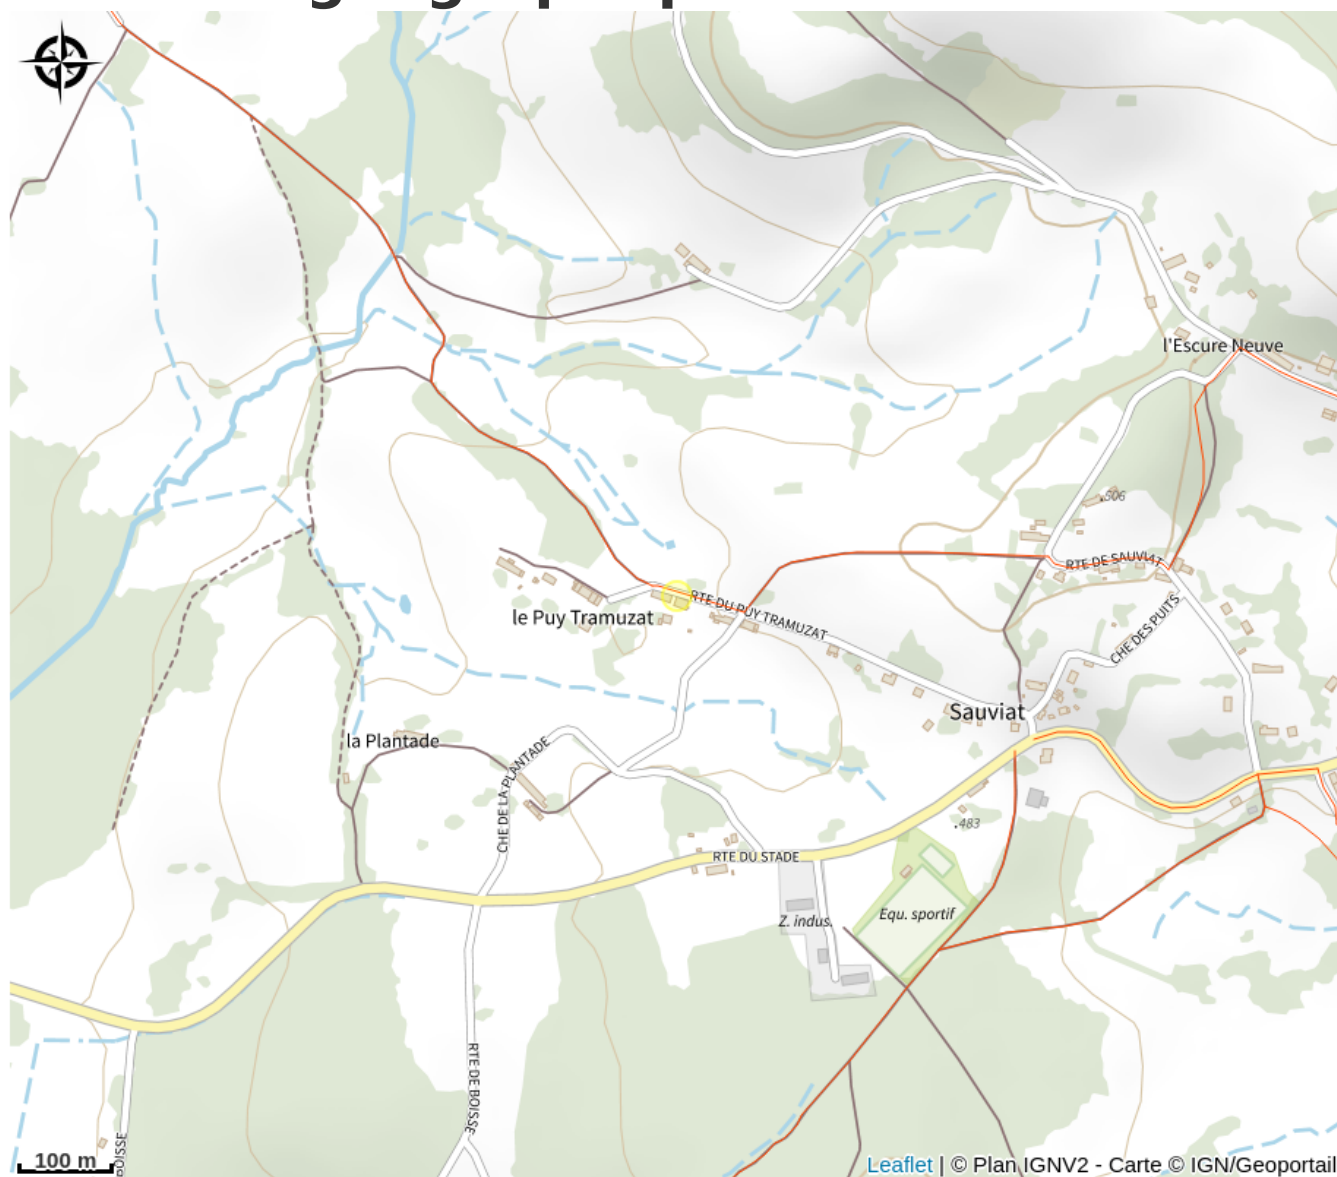 l'Escure Neuve
506
RTE DE SAUVIAT
RTE DU PUY TRAMUZAT
le Puy Tramuzat
CHE DES PUITS
Sauviat
la Plantade
CHE DE LA PLANTADE
483
RTE DU STADE
Equ. sportif
Z. indus.
RTE DE BOISSE
BOISSE
100 m
Leaflet | © Plan IGNV2 - Carte © IGN/Geoportail